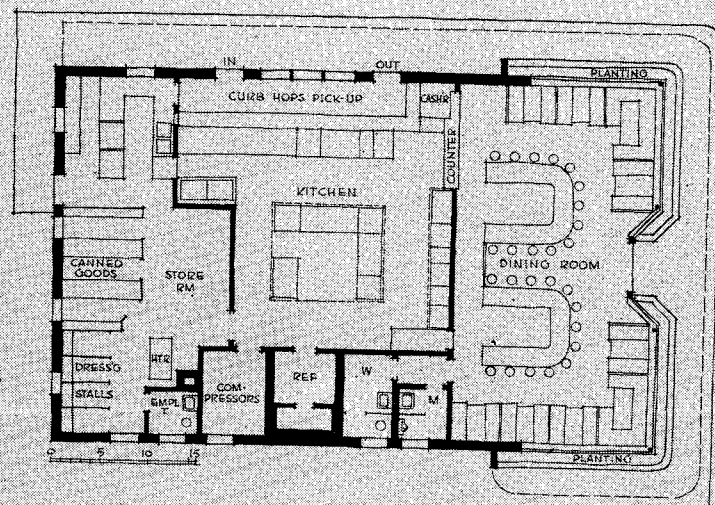 IN
OUT
PLANTING
CURB HOPS PICK-UP
CASHR
COUNTER
KITCHEN
CANNED
GOODS
STORE
RM
DINING ROOM
DRESS'G
STALLS
HTR
EMPL
T.
COM-
PRESSORS
REF
W
M
0 5 10 15
PLANTING